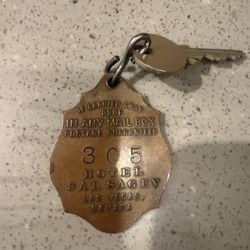 IF CARRIED AWAY
DROP
IN ANY MAIL BOX
POSTAGE GUARANTEED
305
HOTEL
SAL SAGEV
LAS VEGAS,
NEVADA